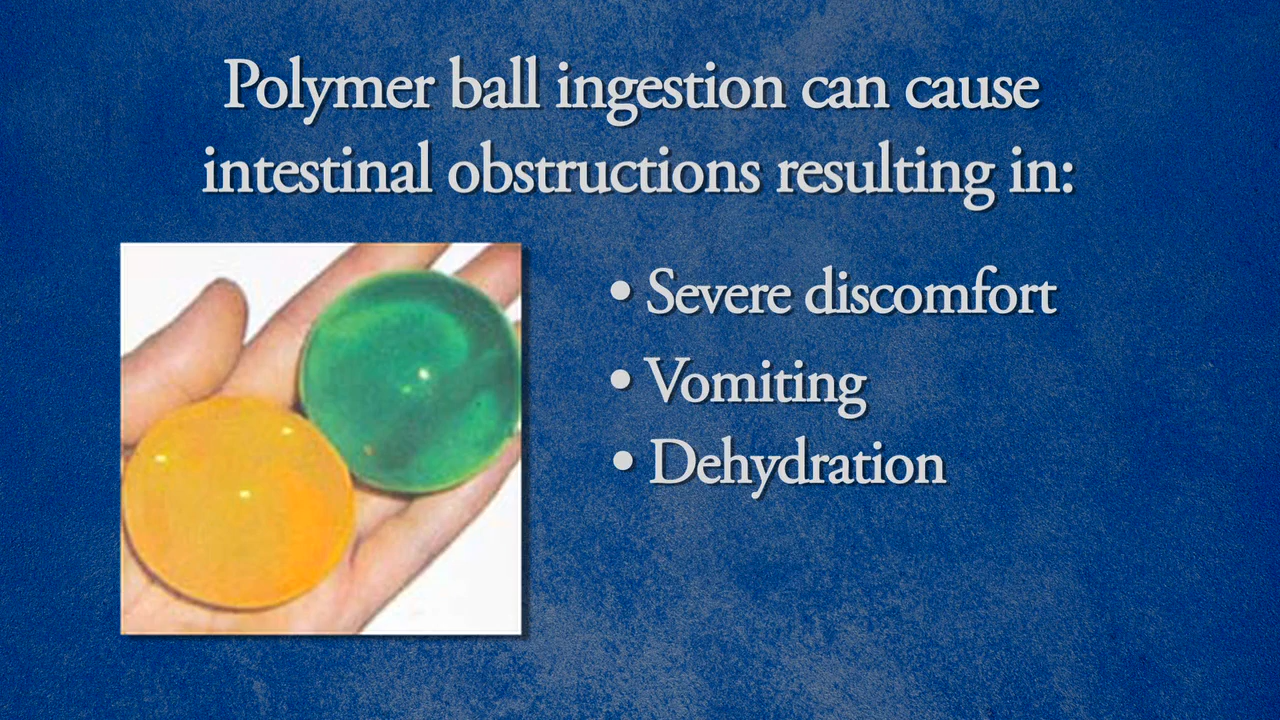 Polymer ball ingestion can cause
intestinal obstructions resulting in:
• Severe discomfort
• Vomiting
• Dehydration